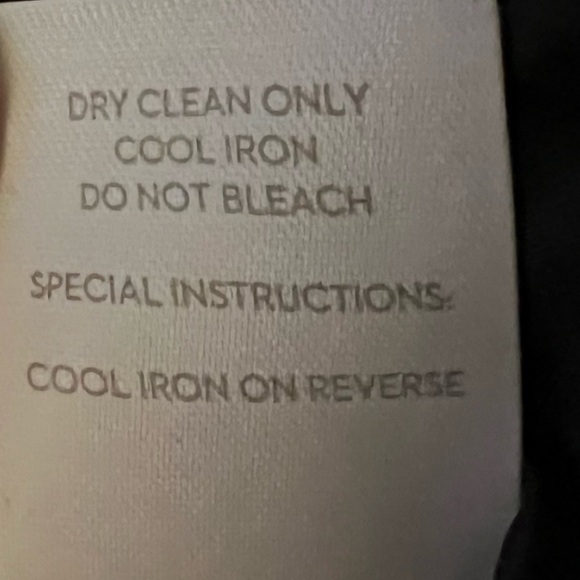 DRY CLEAN ONLY
COOL IRON
DO NOT BLEACH
SPECIAL INSTRUCTIONS:
COOL IRON ON REVERSE